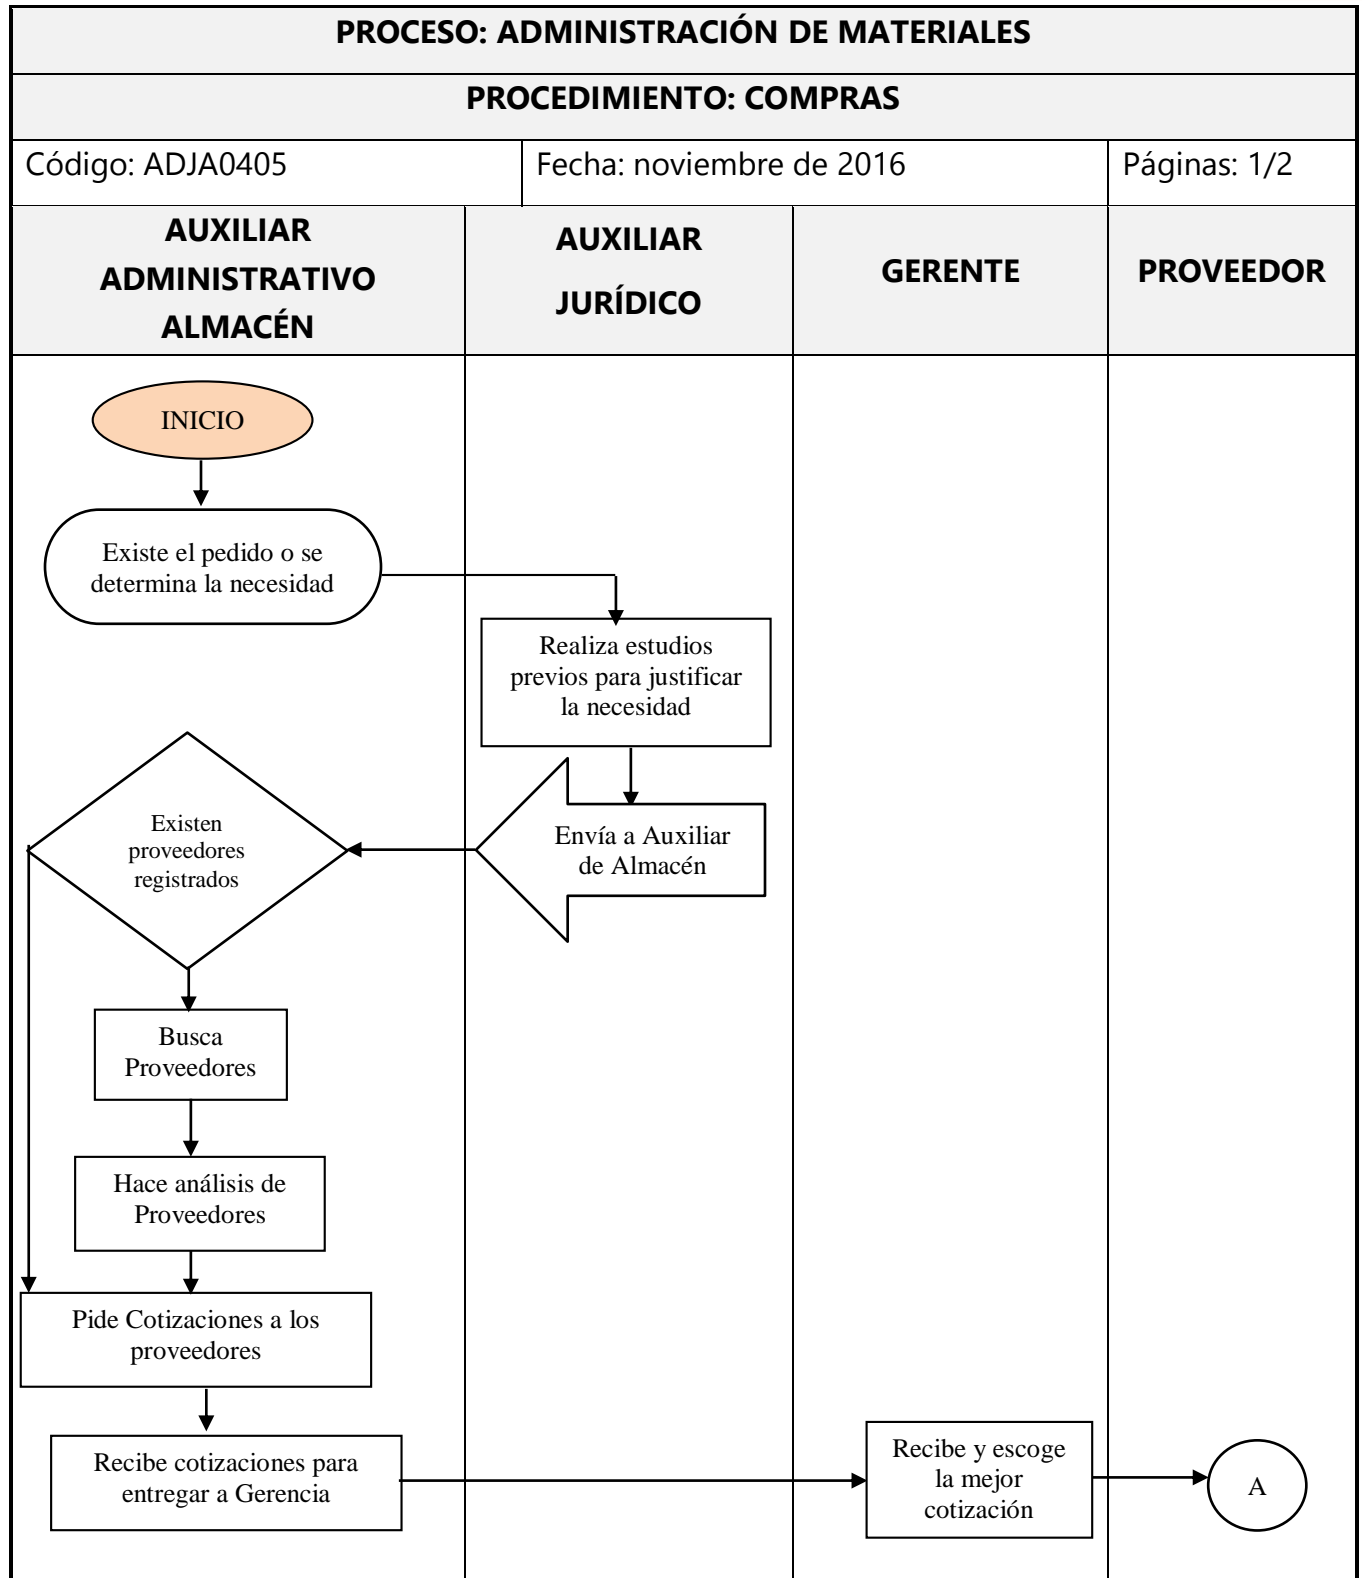 PROCESO: ADMINISTRACIÓN DE MATERIALES
PROCEDIMIENTO: COMPRAS
Código: ADJA0405
Fecha: noviembre de 2016
Páginas: 1/2
AUXILIAR
ADMINISTRATIVO
ALMACÉN
AUXILIAR
JURÍDICO
GERENTE
PROVEEDOR
INICIO
Existe el pedido o se
determina la necesidad
Realiza estudios
previos para justificar
la necesidad
Envía a Auxiliar
de Almacén
Existen
proveedores
registrados
Busca
Proveedores
Hace análisis de
Proveedores
Pide Cotizaciones a los
proveedores
Recibe cotizaciones para
entregar a Gerencia
Recibe y escoge
la mejor
cotización
A